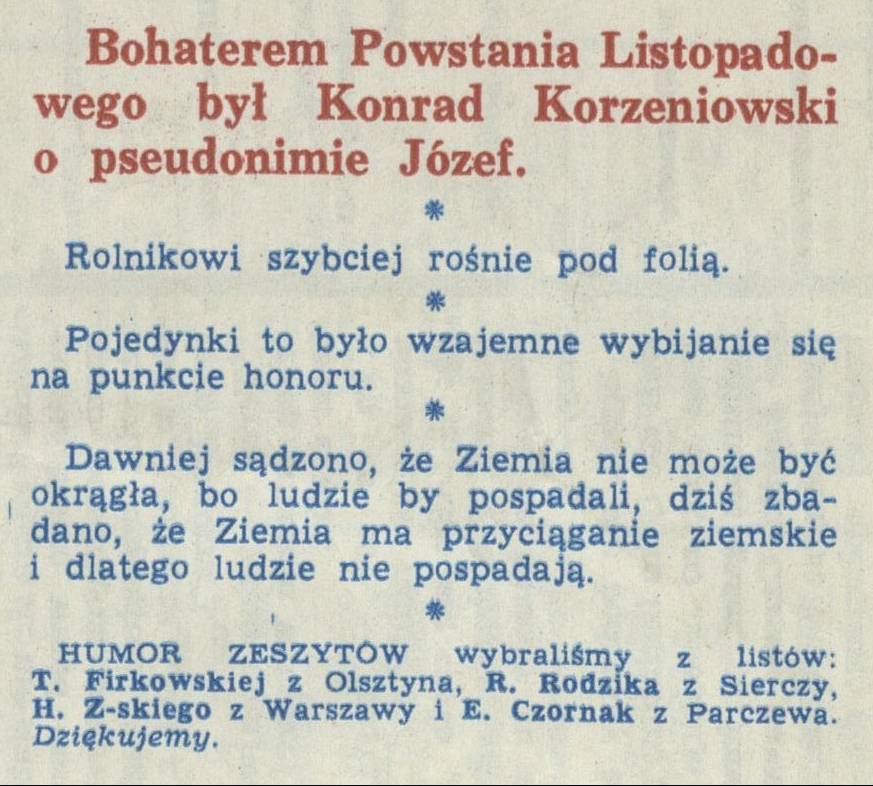 Bohaterem Powstania Listopado-
wego był Konrad Korzeniowski
o pseudonimie Józef.
*
Rolnikowi szybciej rośnie pod folią.
*
Pojedynki to było wzajemne wybijanie się
na punkcie honoru.
*
Dawniej sądzono, że Ziemia nie może być
okrągła, bo ludzie by pospadali, dziś zba-
dano, że Ziemia ma przyciąganie ziemskie
i dlatego ludzie nie pospadają.
*
HUMOR ZESZYTÓW wybraliśmy z listów:
T. Firkowskiej z Olsztyna, R. Rodzika z Sierczy,
H. Z-skiego z Warszawy i E. Czornak z Parczewa.
Dziękujemy.